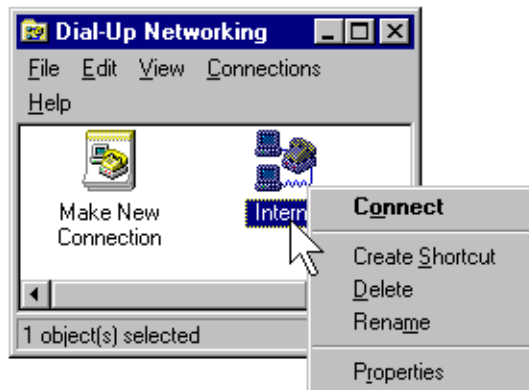 Dial-Up Networking
File Edit View Connections
Help
Make New
Connection
Intern
Connect
Create Shortcut
Delete
Rename
Properties
1 object(s) selected